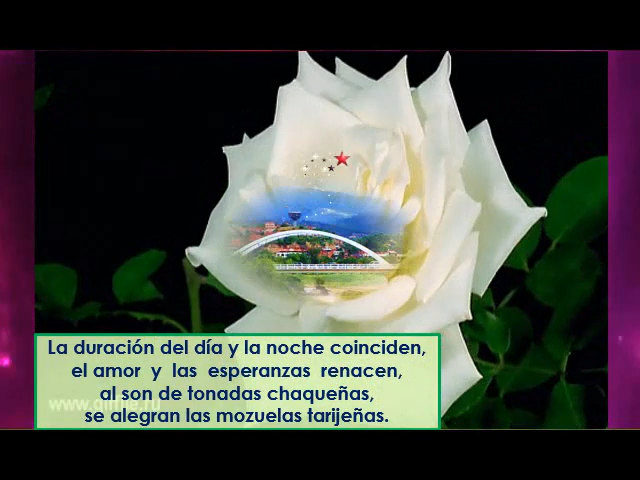 La duración del día y la noche coinciden,
el amor y las esperanzas renacen,
al son de tonadas chaqueñas,
se alegran las mozuelas tarijeñas.